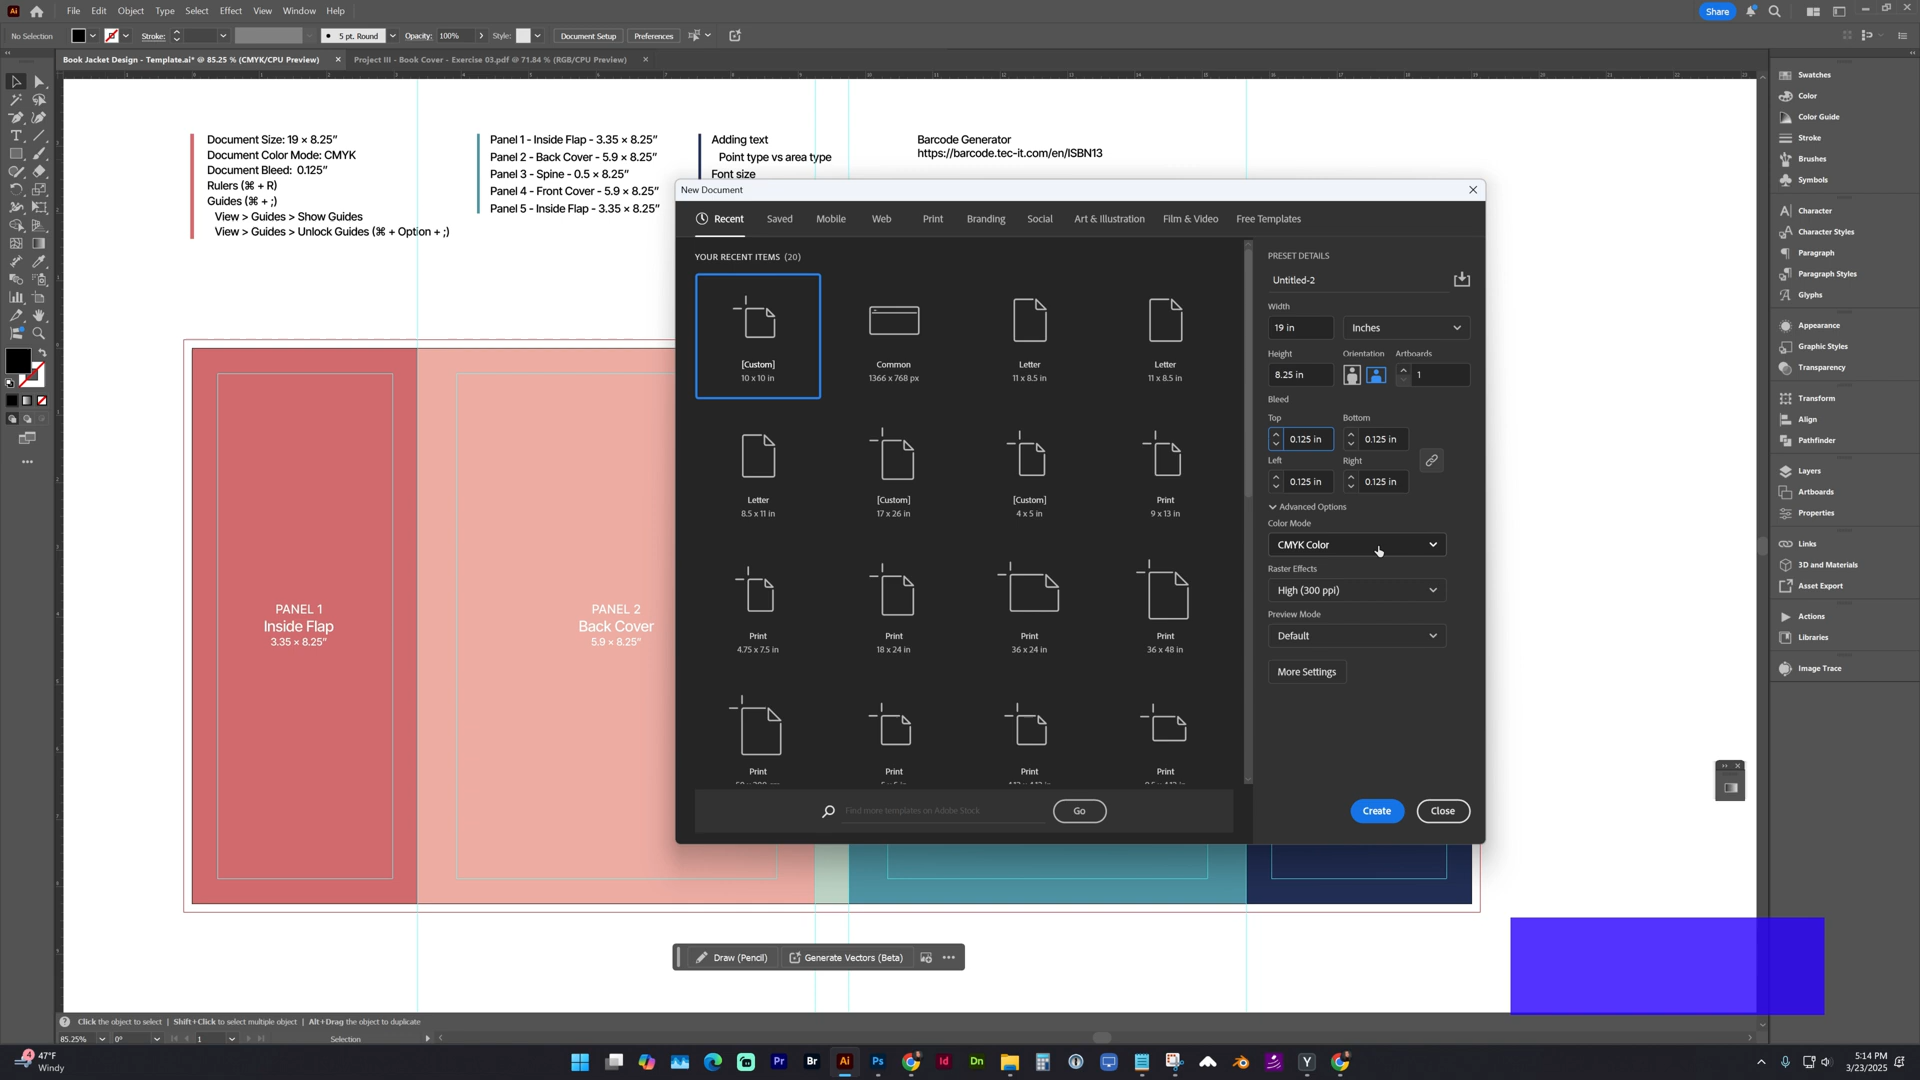 File Edit Object Type Select Effect View Window Help
Share
No Selection
Stroke:
5 pt. Round
Opacity: 100%
Style:
Document Setup
Preferences
Book Jacket Design - Template.ai* @ 85.25 % (CMYK/CPU Preview)
Project III - Book Cover - Exercise 03.pdf @ 71.84 % (RGB/CPU Preview)
Document Size: 19 × 8.25”
Document Color Mode: CMYK
Document Bleed: 0.125”
Rulers (⌘ + R)
Guides (⌘ + ;)
View > Guides > Show Guides
View > Guides > Unlock Guides (⌘ + Option + ;)
Panel 1 - Inside Flap - 3.35 × 8.25”
Panel 2 - Back Cover - 5.9 × 8.25”
Panel 3 - Spine - 0.5 × 8.25”
Panel 4 - Front Cover - 5.9 × 8.25”
Panel 5 - Inside Flap - 3.35 × 8.25”
Adding text
Point type vs area type
Font size
Barcode Generator
https://barcode.tec-it.com/en/ISBN13
PANEL 1
Inside Flap
3.35 × 8.25”
PANEL 2
Back Cover
5.9 × 8.25”
New Document
Recent Saved Mobile Web Print Branding Social Art & Illustration Film & Video Free Templates
YOUR RECENT ITEMS (20)
[Custom]
10 x 10 in
Common
1366 x 768 px
Letter
11 x 8.5 in
Letter
11 x 8.5 in
Letter
8.5 x 11 in
[Custom]
17 x 26 in
[Custom]
4 x 5 in
Print
9 x 13 in
Print
4.75 x 7.5 in
Print
18 x 24 in
Print
36 x 24 in
Print
36 x 48 in
Print
Print
Print
Print
Find more templates on Adobe Stock
Go
PRESET DETAILS
Untitled-2
Width
19 in
Inches
Height Orientation Artboards
8.25 in
1
Bleed
Top Bottom
0.125 in 0.125 in
Left Right
0.125 in 0.125 in
Advanced Options
Color Mode
CMYK Color
Raster Effects
High (300 ppi)
Preview Mode
Default
More Settings
Create
Close
Swatches
Color
Color Guide
Stroke
Brushes
Symbols
Character
Character Styles
Paragraph
Paragraph Styles
Glyphs
Appearance
Graphic Styles
Transparency
Transform
Align
Pathfinder
Layers
Artboards
Properties
Links
3D and Materials
Asset Export
Actions
Libraries
Image Trace
Draw (Pencil)
Generate Vectors (Beta)
Click the object to select | Shift+Click to select multiple object | Alt+Drag the object to duplicate
85.25%
0°
1
Selection
4
47°F
Windy
5:14 PM
3/23/2025